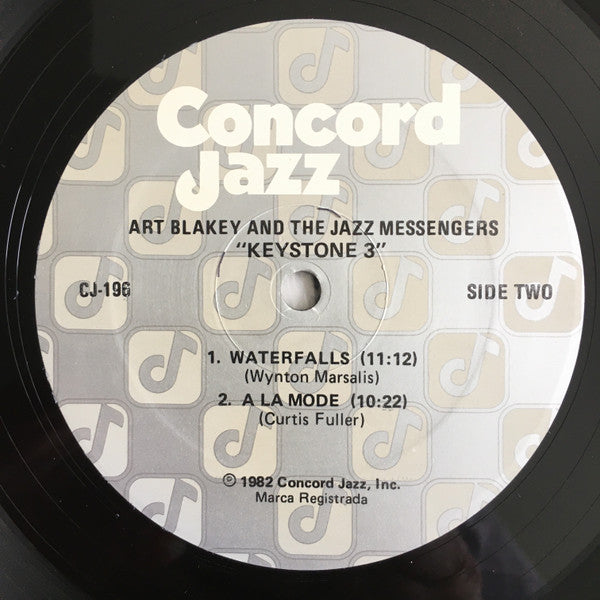 Concord
Jazz
ART BLAKEY AND THE JAZZ MESSENGERS
"KEYSTONE 3"
CJ-196
SIDE TWO
1. WATERFALLS (11:12)
(Wynton Marsalis)
2. A LA MODE (10:22)
(Curtis Fuller)
℗ 1982 Concord Jazz, Inc.
Marca Registrada